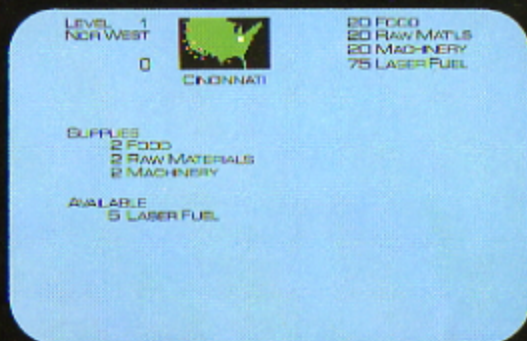 LEVEL 1
NOR WEST
0
CINCINNATI
20 FOOD
20 RAW MAT'LS
20 MACHINERY
75 LASER FUEL
SUPPLIES
2 FOOD
2 RAW MATERIALS
2 MACHINERY
AVAILABLE
5 LASER FUEL